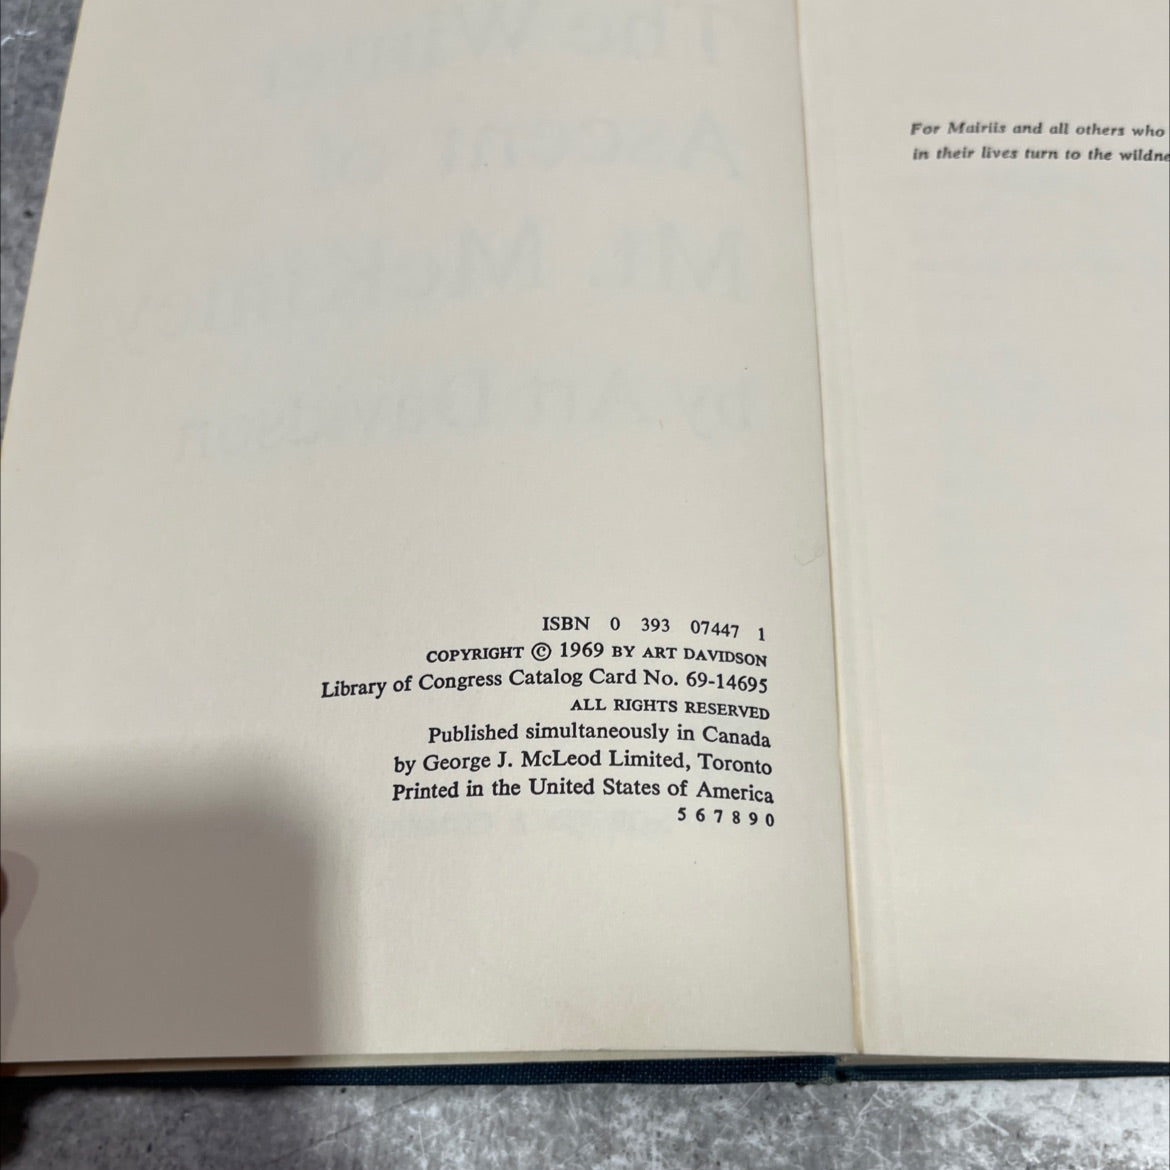 ISBN 0 393 07447 1
COPYRIGHT © 1969 BY ART DAVIDSON
Library of Congress Catalog Card No. 69-14695
ALL RIGHTS RESERVED
Published simultaneously in Canada
by George J. McLeod Limited, Toronto
Printed in the United States of America
5 6 7 8 9 0
For Mairiis and all others who
in their lives turn to the